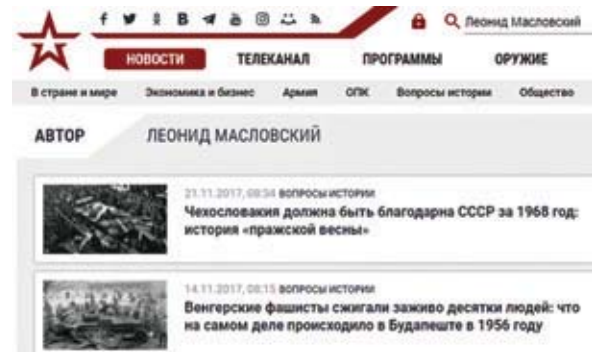 Леонид Масловский
НОВОСТИ ТЕЛЕКАНАЛ ПРОГРАММЫ ОРУЖИЕ
В стране и мире Экономика и бизнес Армия ОПК Вопросы истории Общество
АВТОР ЛЕОНИД МАСЛОВСКИЙ
21.11.2017, 08:34 ВОПРОСЫ ИСТОРИИ
Чехословакия должна быть благодарна СССР за 1968 год:
история «пражской весны»
14.11.2017, 08:15 ВОПРОСЫ ИСТОРИИ
Венгерские фашисты сжигали заживо десятки людей: что
на самом деле происходило в Будапеште в 1956 году